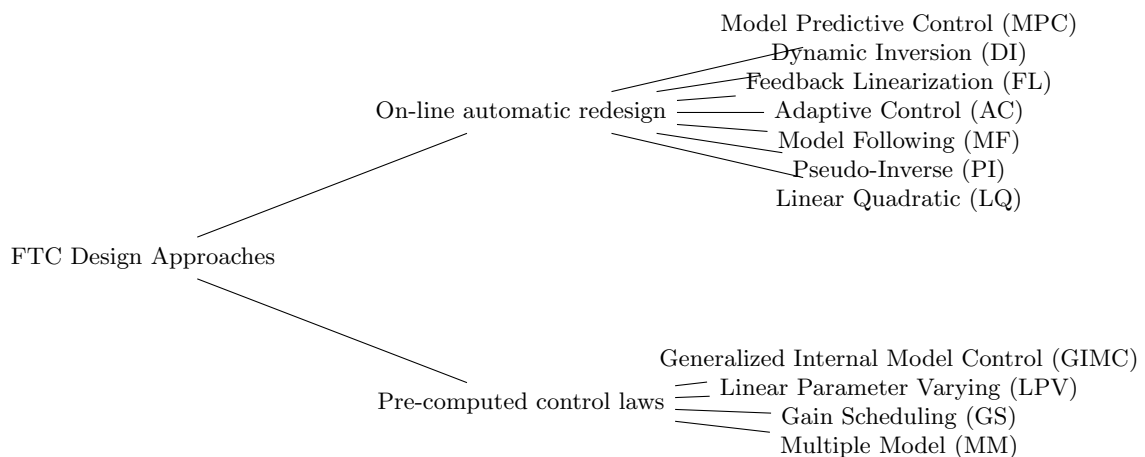 Model Predictive Control (MPC)
Dynamic Inversion (DI)
Feedback Linearization (FL)
On-line automatic redesign
Adaptive Control (AC)
Model Following (MF)
Pseudo-Inverse (PI)
Linear Quadratic (LQ)
FTC Design Approaches
Generalized Internal Model Control (GIMC)
Linear Parameter Varying (LPV)
Pre-computed control laws
Gain Scheduling (GS)
Multiple Model (MM)